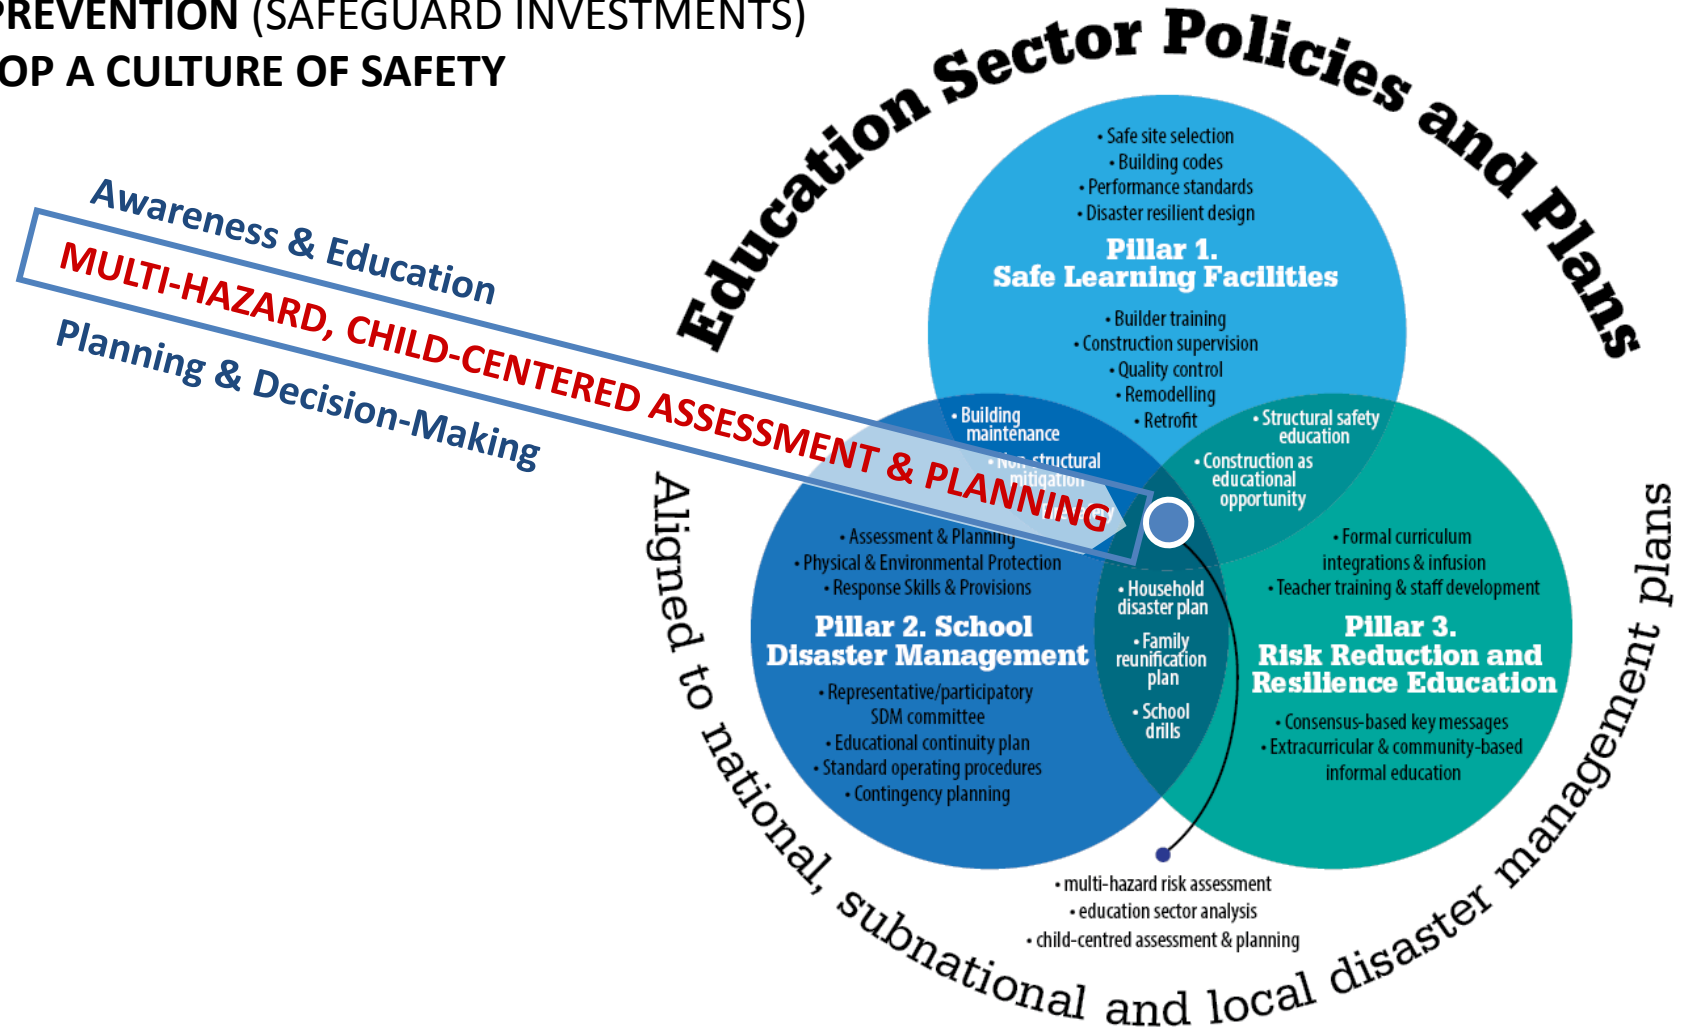 PREVENTION (SAFEGUARD INVESTMENTS)
OP A CULTURE OF SAFETY
Education Sector Policies and Plans
Awareness & Education
MULTI-HAZARD, CHILD-CENTERED ASSESSMENT & PLANNING
Planning & Decision-Making
• Safe site selection
• Building codes
• Performance standards
• Disaster resilient design
Pillar 1.
Safe Learning Facilities
• Builder training
• Construction supervision
• Quality control
• Remodelling
• Retrofit
• Building
maintenance
• Non-structural
mitigation
• Structural safety
education
• Construction as
educational
opportunity
• Assessment & Planning
• Physical & Environmental Protection
• Response Skills & Provisions
Pillar 2. School
Disaster Management
• Representative/participatory
SDM committee
• Educational continuity plan
• Standard operating procedures
• Contingency planning
• Household
disaster plan
• Family
reunification
plan
• School
drills
• Formal curriculum
integrations & infusion
• Teacher training & staff development
Pillar 3.
Risk Reduction and
Resilience Education
• Consensus-based key messages
• Extracurricular & community-based
informal education
• multi-hazard risk assessment
• education sector analysis
• child-centred assessment & planning
Aligned to national, subnational and local disaster management plans